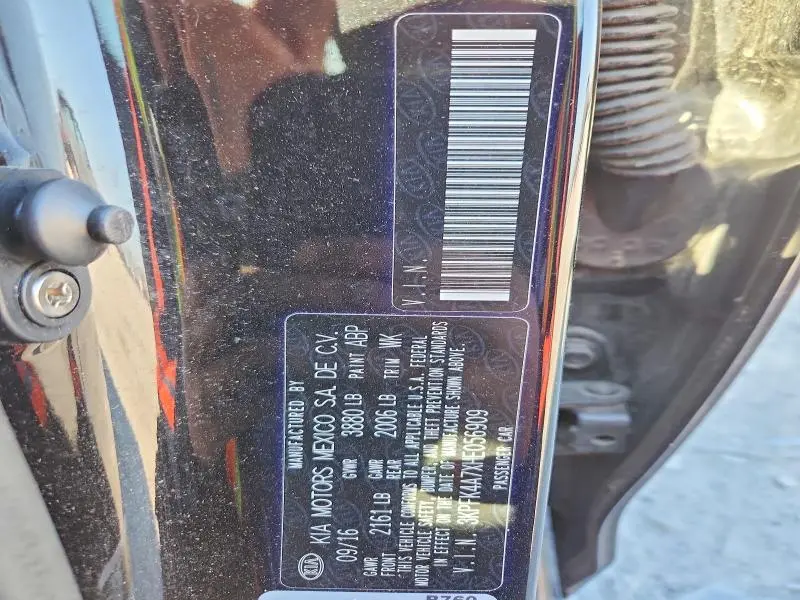 V.I.N.
MANUFACTURED BY
KIA KIA MOTORS MEXICO S.A. DE C.V.
09/16 GVWR 3880 LB PAINT ABP
GAWR FRONT 2161 LB GAWR REAR 2006 LB TRIM WK
THIS VEHICLE CONFORMS TO ALL APPLICABLE U.S.A. FEDERAL
MOTOR VEHICLE SAFETY, BUMPER, AND THEFT PREVENTION STANDARDS
IN EFFECT ON THE DATE OF MANUFACTURE SHOWN ABOVE.
V.I.N. 3KPFK4A7XHE056909
PASSENGER CAR